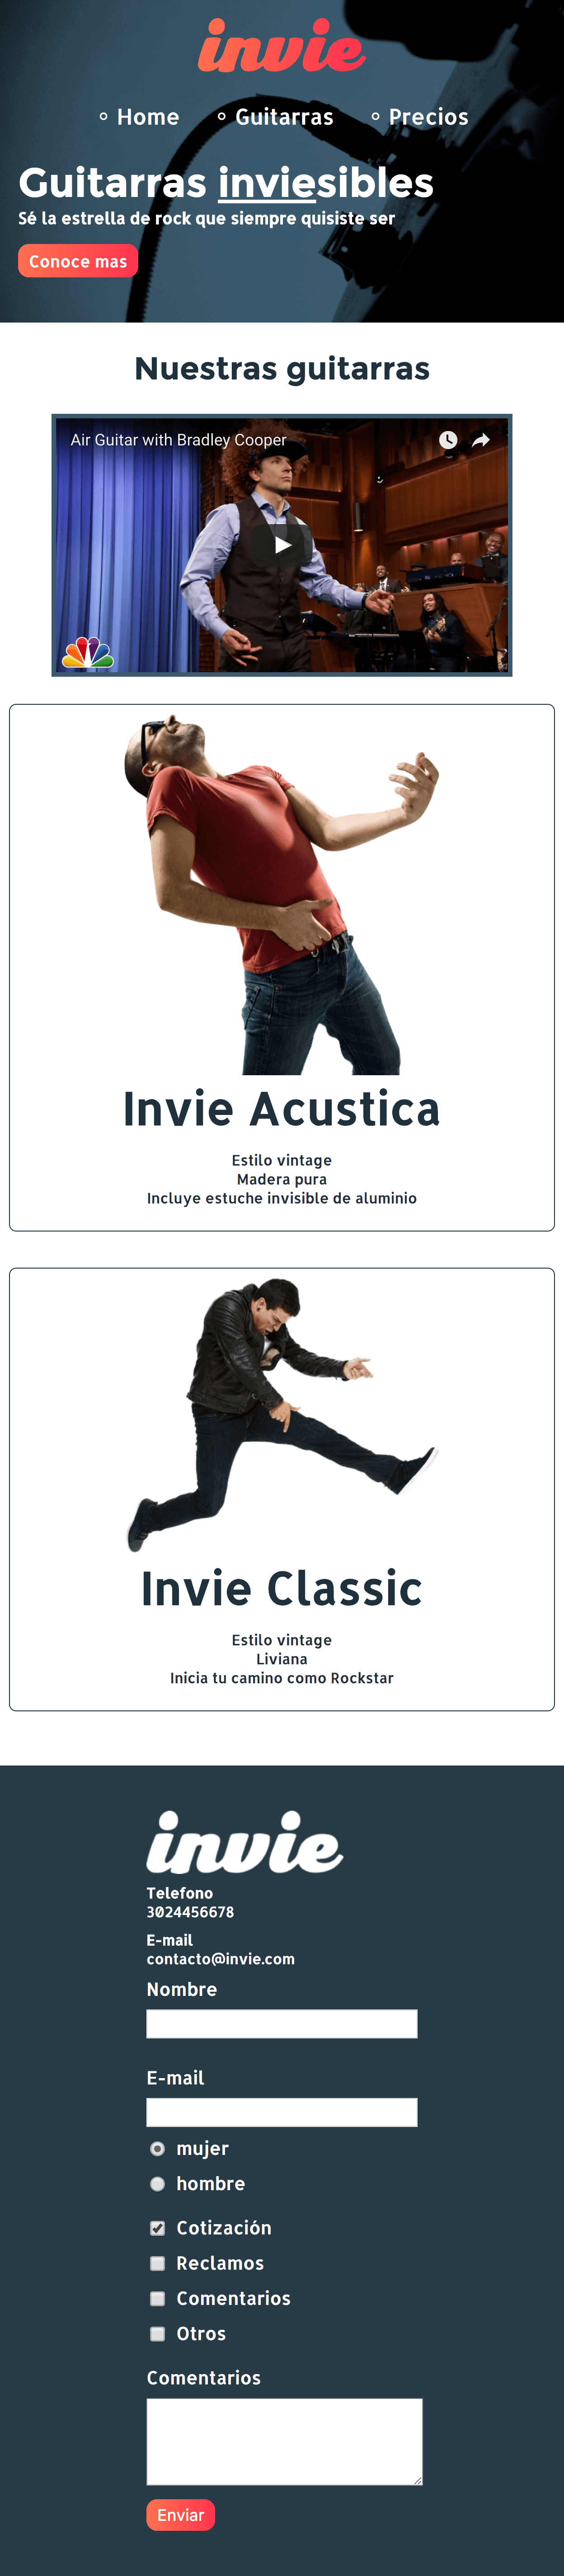 invie
Home
Guitarras
Precios
Guitarras inviesibles
Sé la estrella de rock que siempre quisiste ser
Conoce mas
Nuestras guitarras
Air Guitar with Bradley Cooper
Invie Acustica
Estilo vintage
Madera pura
Incluye estuche invisible de aluminio
Invie Classic
Estilo vintage
Liviana
Inicia tu camino como Rockstar
invie
Telefono
3024456678
E-mail
contacto@invie.com
Nombre
E-mail
mujer
hombre
Cotización
Reclamos
Comentarios
Otros
Comentarios
Enviar